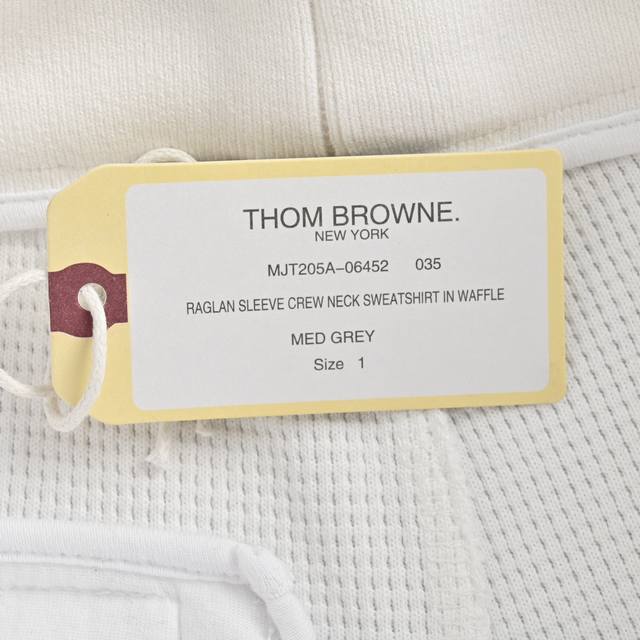 THOM BROWNE.
NEW YORK
MJT205A-06452 035
RAGLAN SLEEVE CREW NECK SWEATSHIRT IN WAFFLE
MED GREY
Size 1